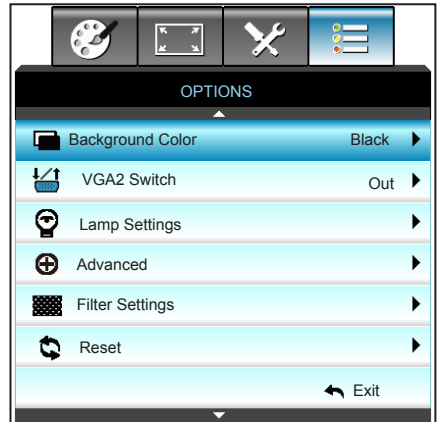 OPTIONS
Background Color Black
VGA2 Switch Out
Lamp Settings
Advanced
Filter Settings
Reset
Exit